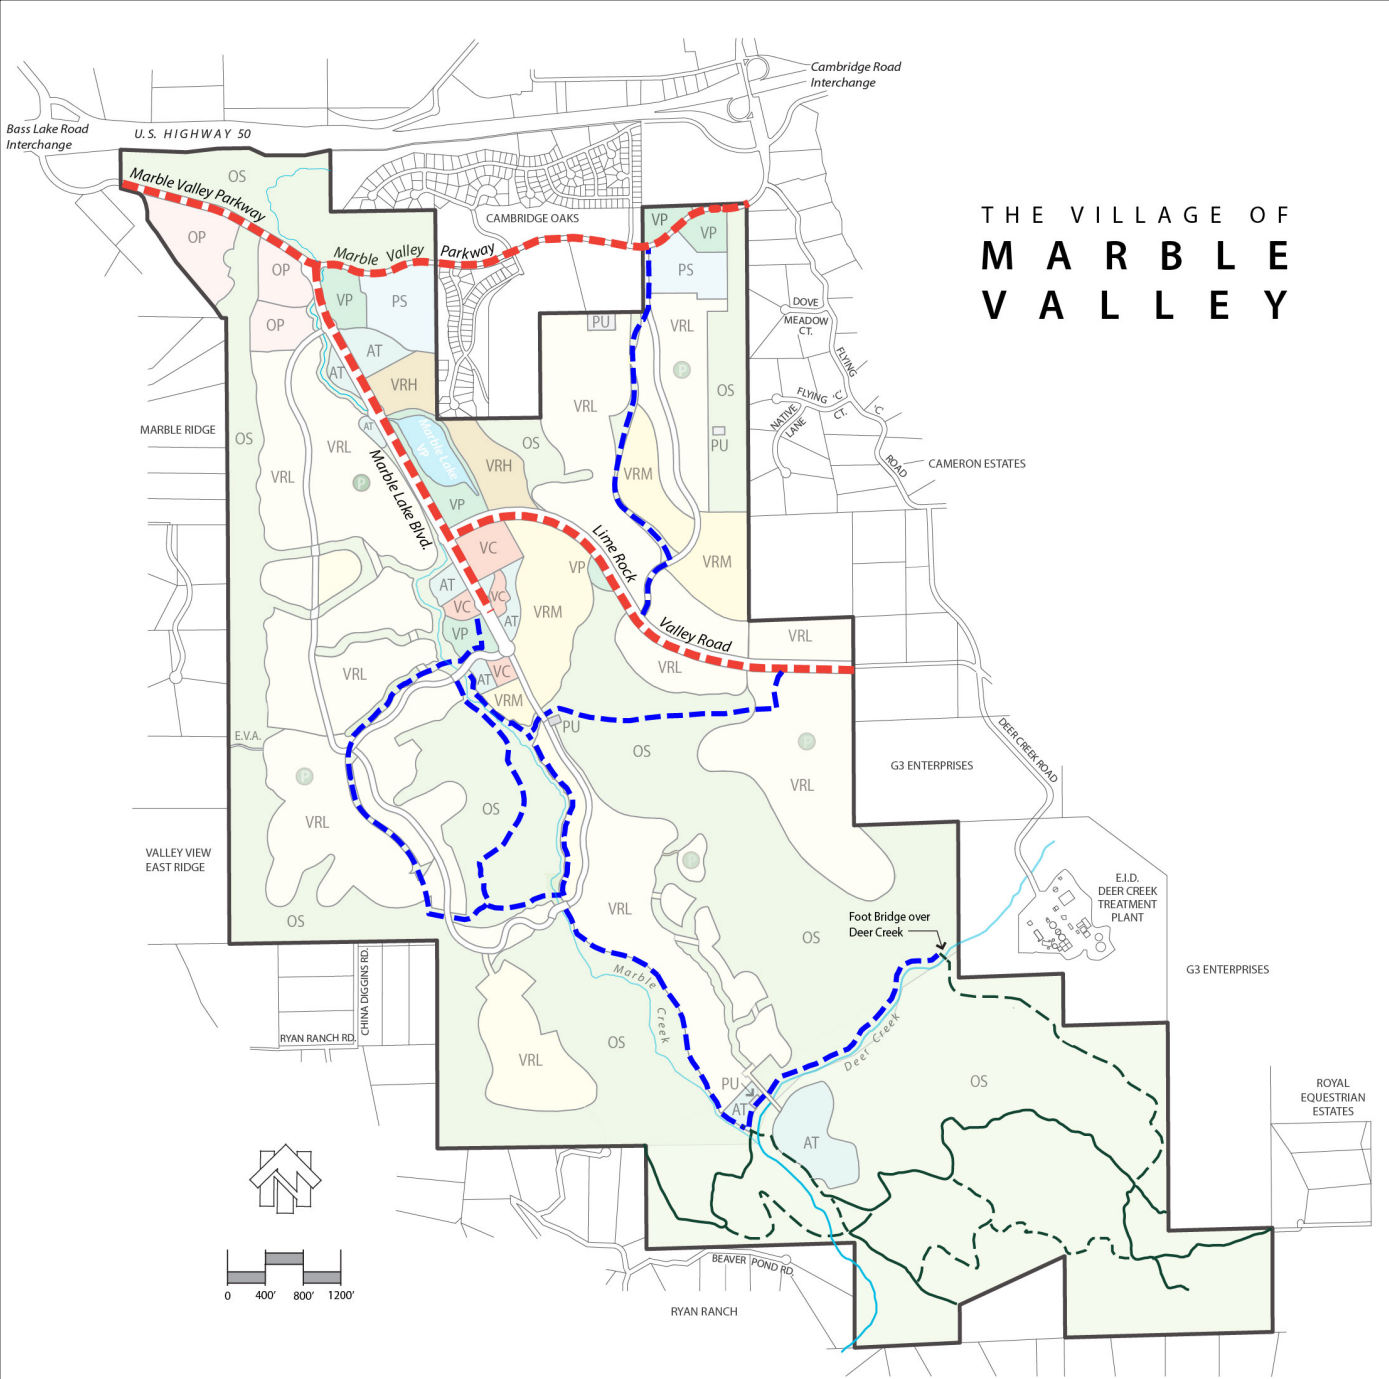 Cambridge Road
Interchange
Bass Lake Road
Interchange
U.S. HIGHWAY 50
THE VILLAGE OF
MARBLE
VALLEY
OS
Marble Valley Parkway
CAMBRIDGE OAKS
VP
VP
OP
Marble Valley
Parkway
OP
PS
VP
PS
DOVE
MEADOW
CT.
OP
PU
VRL
AT
FLYING
P
AT
VRH
OS
FLYING
'C'
CT.
'C'
NATIVE
LANE
VRL
AT
MARBLE RIDGE
OS
VRL
Marble Lake
VP
OS
PU
ROAD
CAMERON ESTATES
VRL
P
Marble Lake Blvd.
VRH
VRM
VP
VC
Lime Rock
VP
VRM
AT
VC
VC
AT
VRM
VP
Valley Road
VRL
VRL
VRL
AT
VC
VRM
E.V.A.
PU
OS
P
DEER CREEK ROAD
G3 ENTERPRISES
P
VRL
OS
VRL
VALLEY VIEW
EAST RIDGE
P
E.I.D.
DEER CREEK
TREATMENT
PLANT
OS
VRL
Foot Bridge over
Deer Creek
OS
G3 ENTERPRISES
CHINA DIGGINS RD.
Marble
Creek
RYAN RANCH RD.
OS
Deer Creek
VRL
PU
OS
AT
ROYAL
EQUESTRIAN
ESTATES
AT
N
BEAVER POND RD.
0 400' 800' 1200'
RYAN RANCH